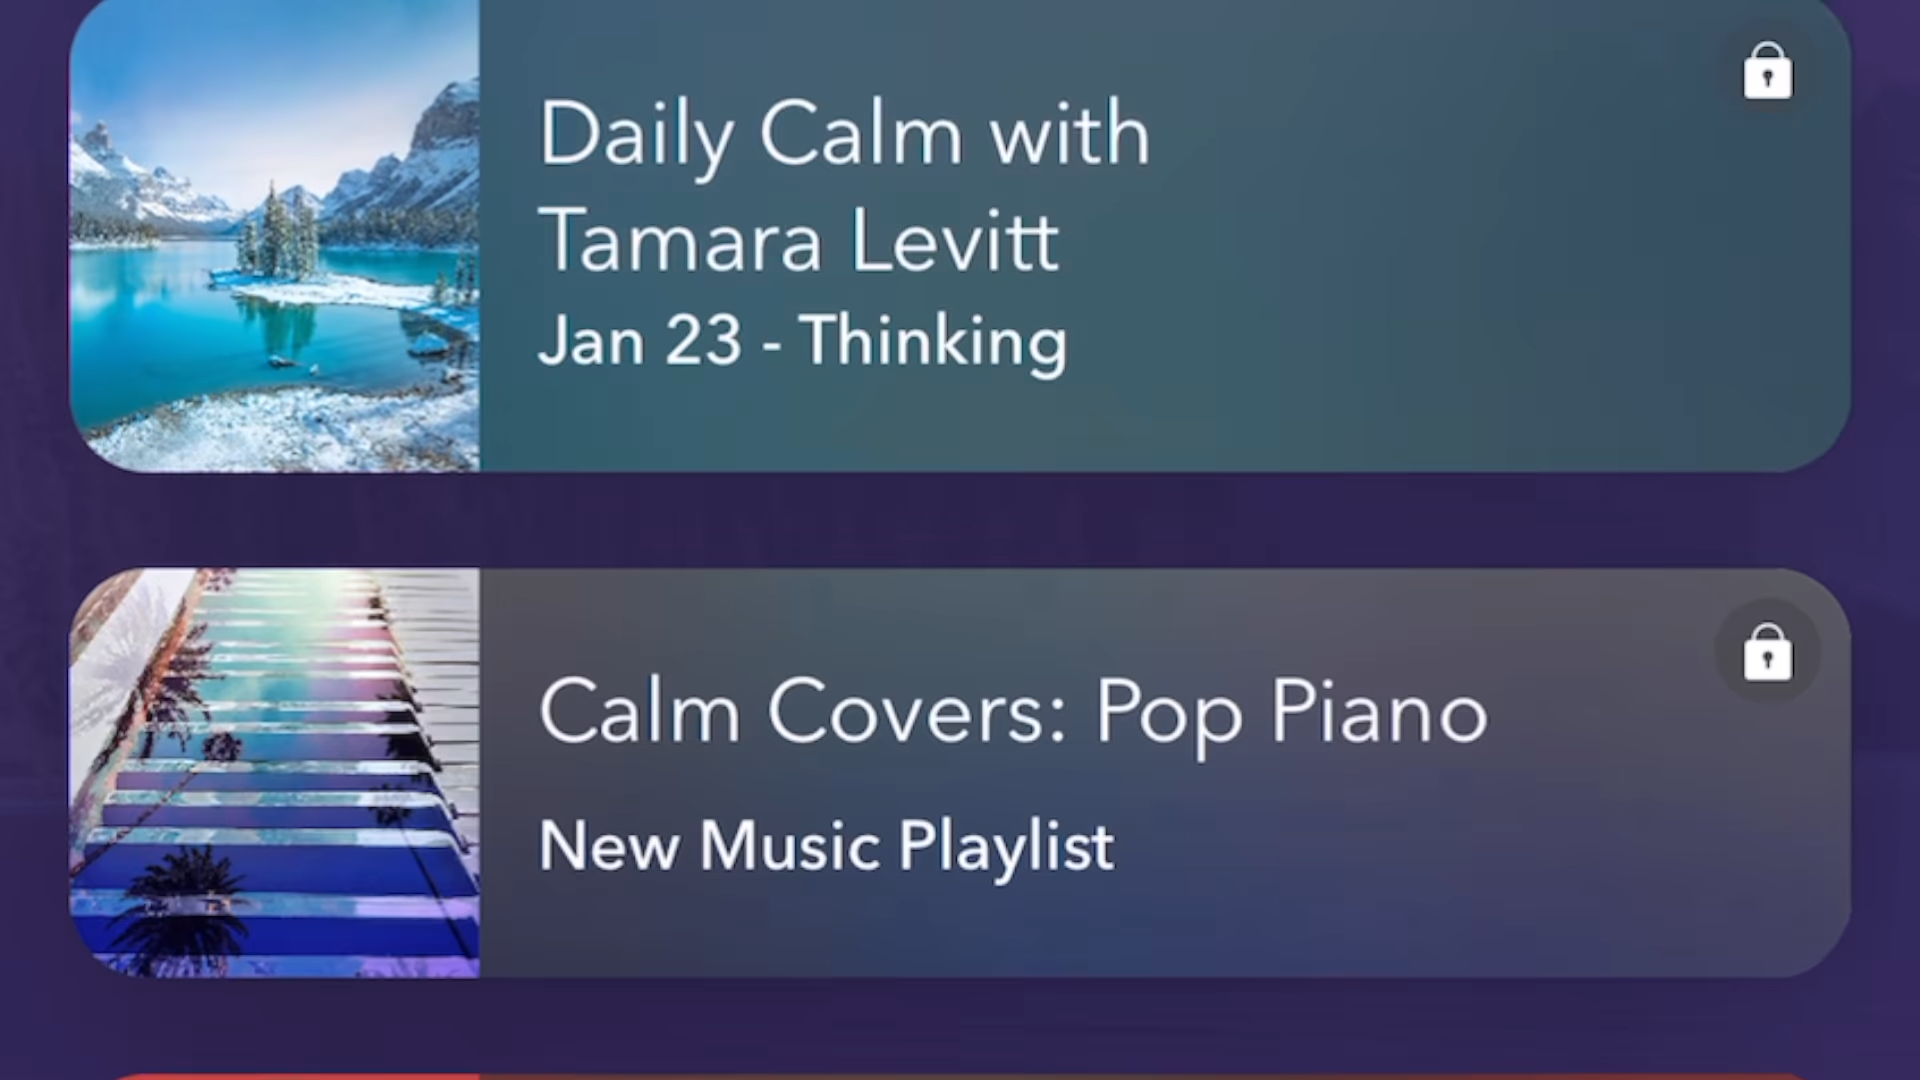 Daily Calm with
Tamara Levitt
Jan 23 - Thinking
Calm Covers: Pop Piano
New Music Playlist